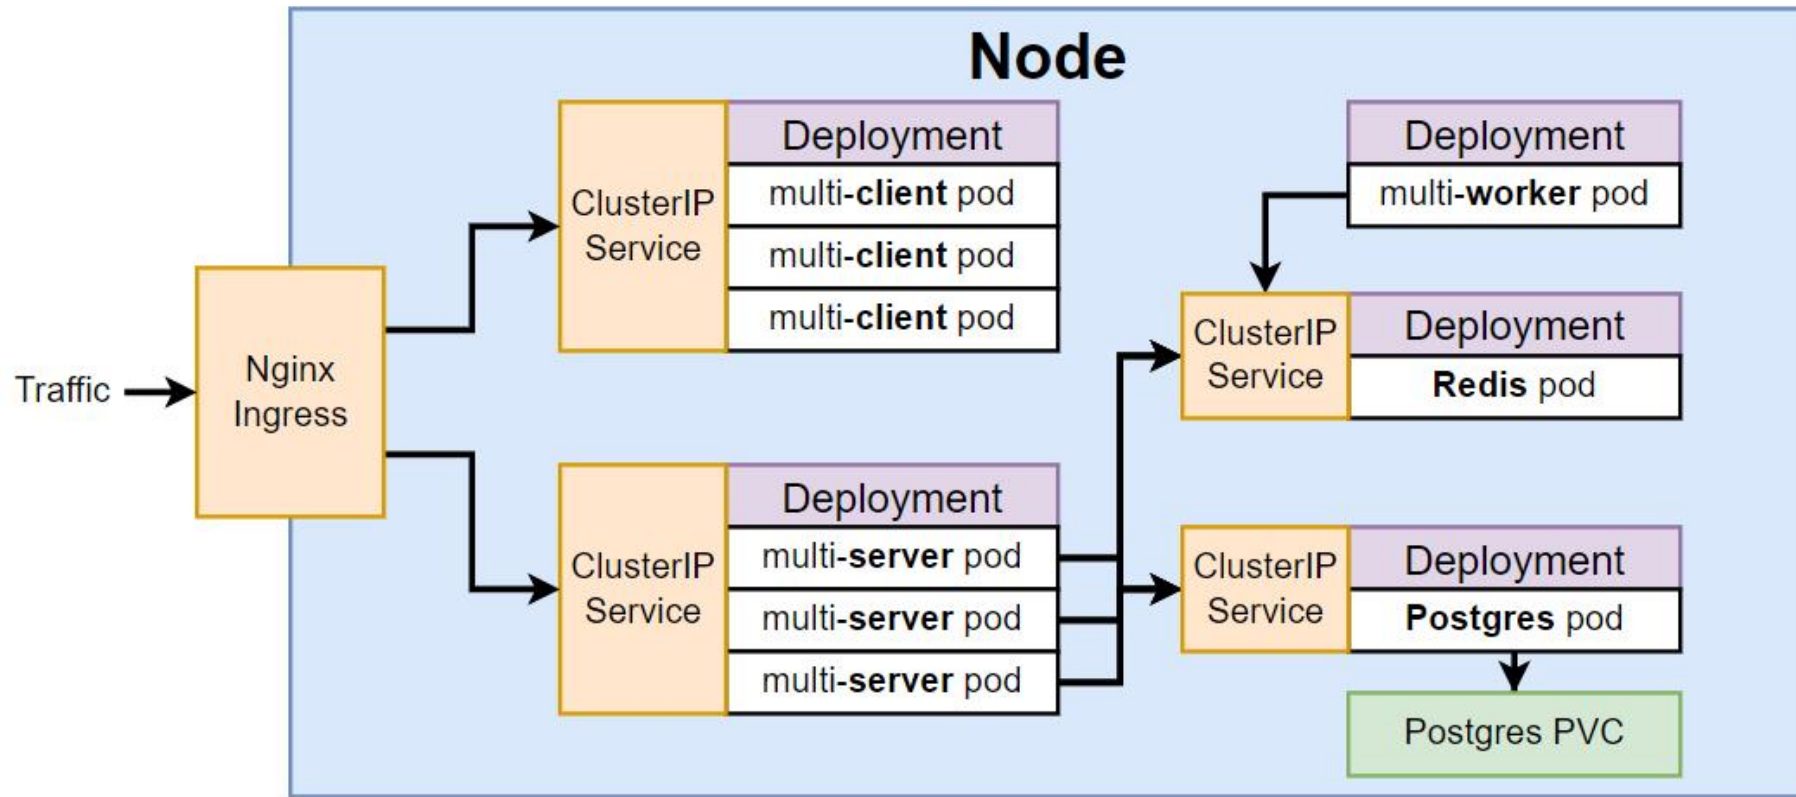 Node
Traffic
Nginx
Ingress
ClusterIP
Service
Deployment
multi-client pod
multi-client pod
multi-client pod
ClusterIP
Service
Deployment
multi-server pod
multi-server pod
multi-server pod
Deployment
multi-worker pod
ClusterIP
Service
Deployment
Redis pod
ClusterIP
Service
Deployment
Postgres pod
Postgres PVC